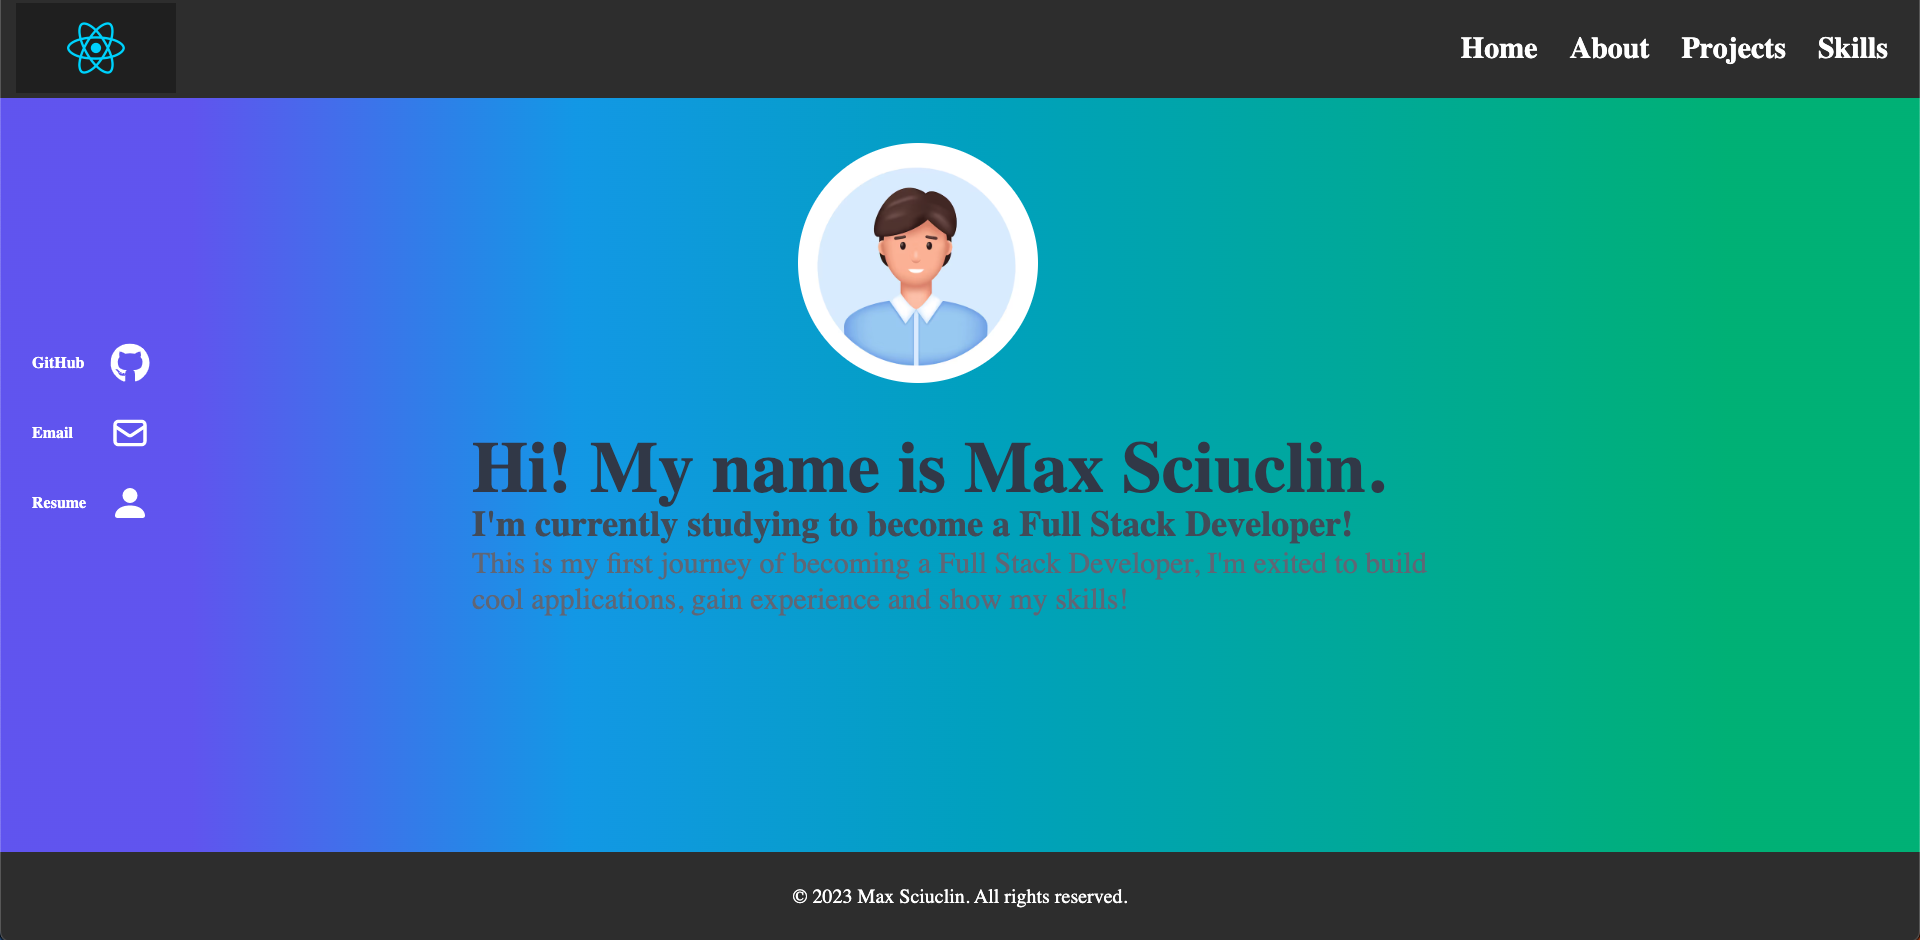 Home About Projects Skills
GitHub
Email
Resume
Hi! My name is Max Sciuclin.
I'm currently studying to become a Full Stack Developer!
This is my first journey of becoming a Full Stack Developer, I'm exited to build
cool applications, gain experience and show my skills!
© 2023 Max Sciuclin. All rights reserved.